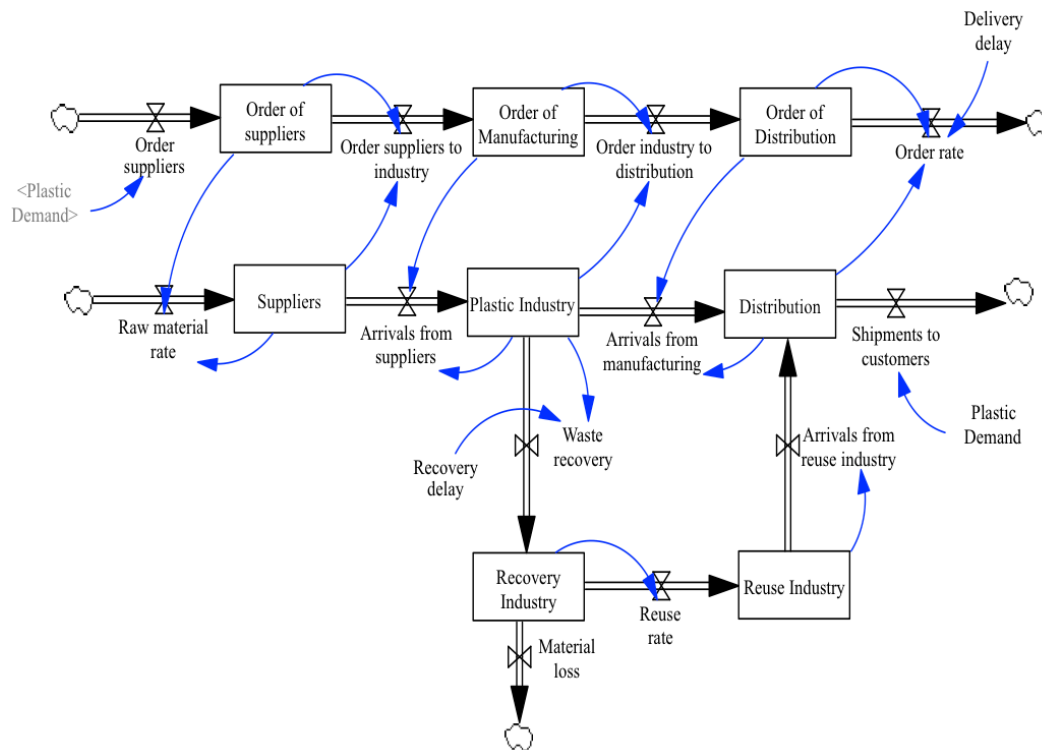 Delivery
delay
Order of
suppliers
Order of
Manufacturing
Order of
Distribution
Order
suppliers
Order suppliers to
industry
Order industry to
distribution
Order rate
<Plastic
Demand>
Suppliers
Plastic Industry
Distribution
Raw material
rate
Arrivals from
suppliers
Arrivals from
manufacturing
Shipments to
customers
Plastic
Demand
Waste
recovery
Recovery
delay
Arrivals from
reuse industry
Recovery
Industry
Reuse
rate
Reuse Industry
Material
loss